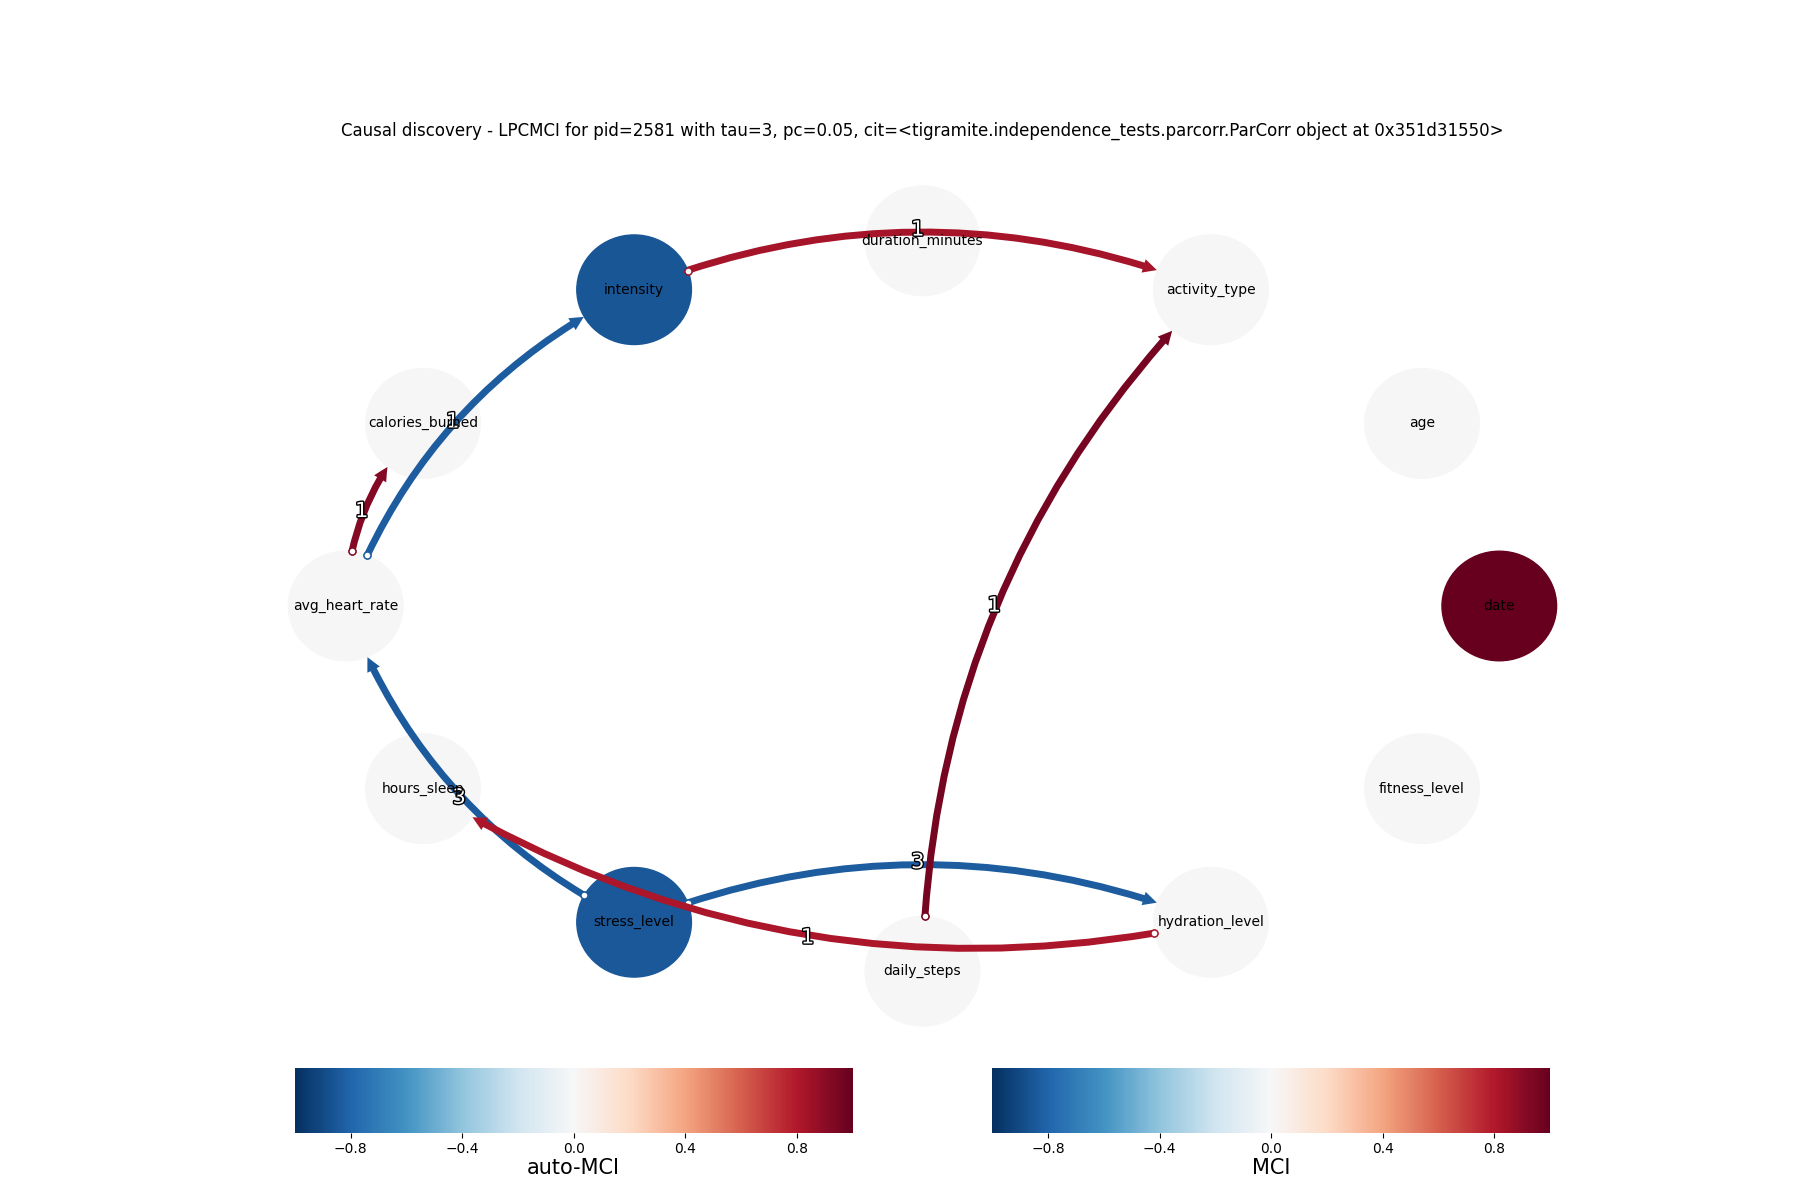 Causal discovery - LPCMCI for pid=2581 with tau=3, pc=0.05, cit=<tigramite.independence_tests.parcorr.ParCorr object at 0x351d31550>
1
duration_minutes
intensity
activity_type
1
calories_burned
age
1
1
avg_heart_rate
date
hours_sleep
3
fitness_level
3
stress_level
hydration_level
1
daily_steps
−0.8 −0.4 0.0 0.4 0.8
auto-MCI
−0.8 −0.4 0.0 0.4 0.8
MCI